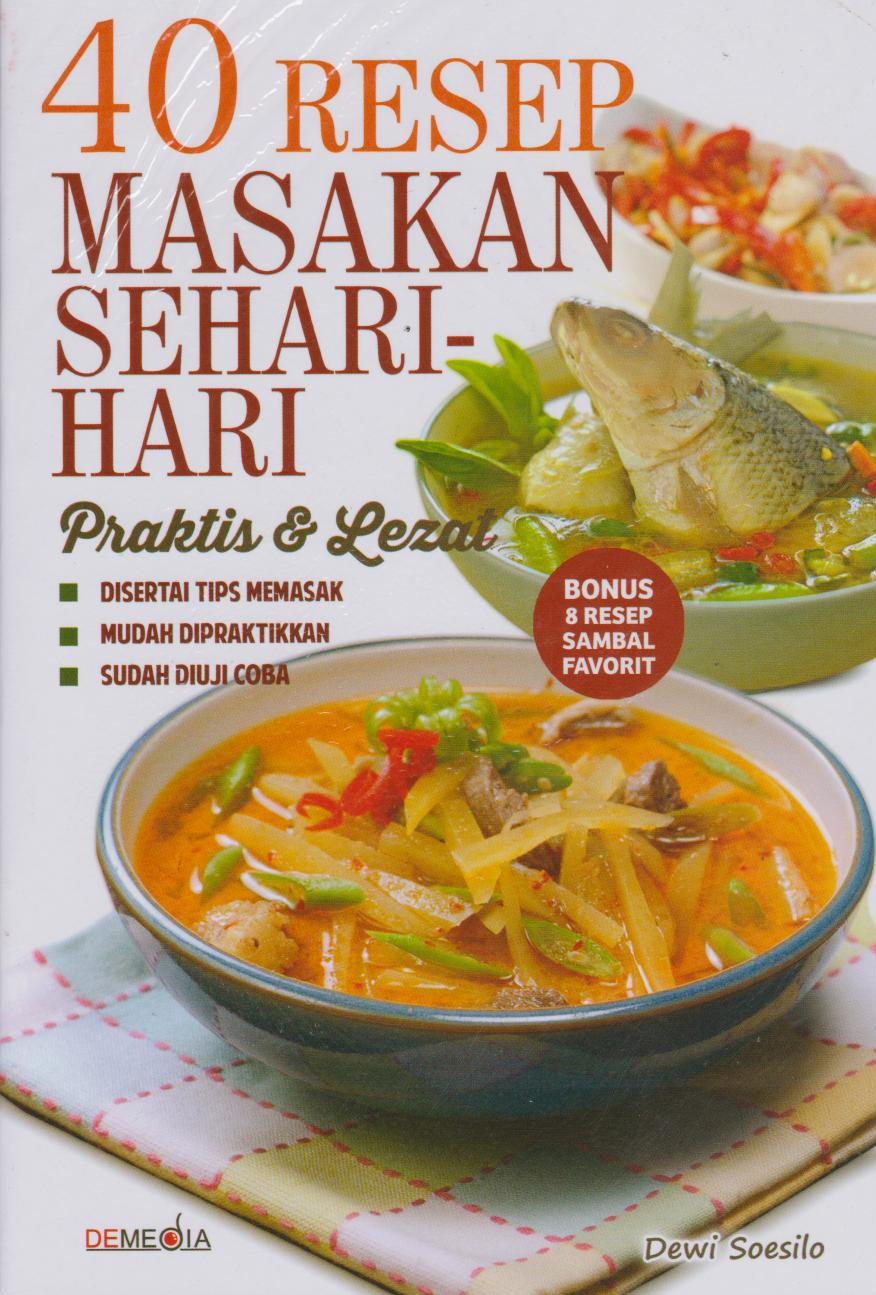 40 RESEP
MASAKAN
SEHARI-
HARI
Praktis & Lezat
DISERTAI TIPS MEMASAK
MUDAH DIPRAKTIKKAN
SUDAH DIUJI COBA
BONUS
8 RESEP
SAMBAL
FAVORIT
DEMEDIA
Dewi Soesilo